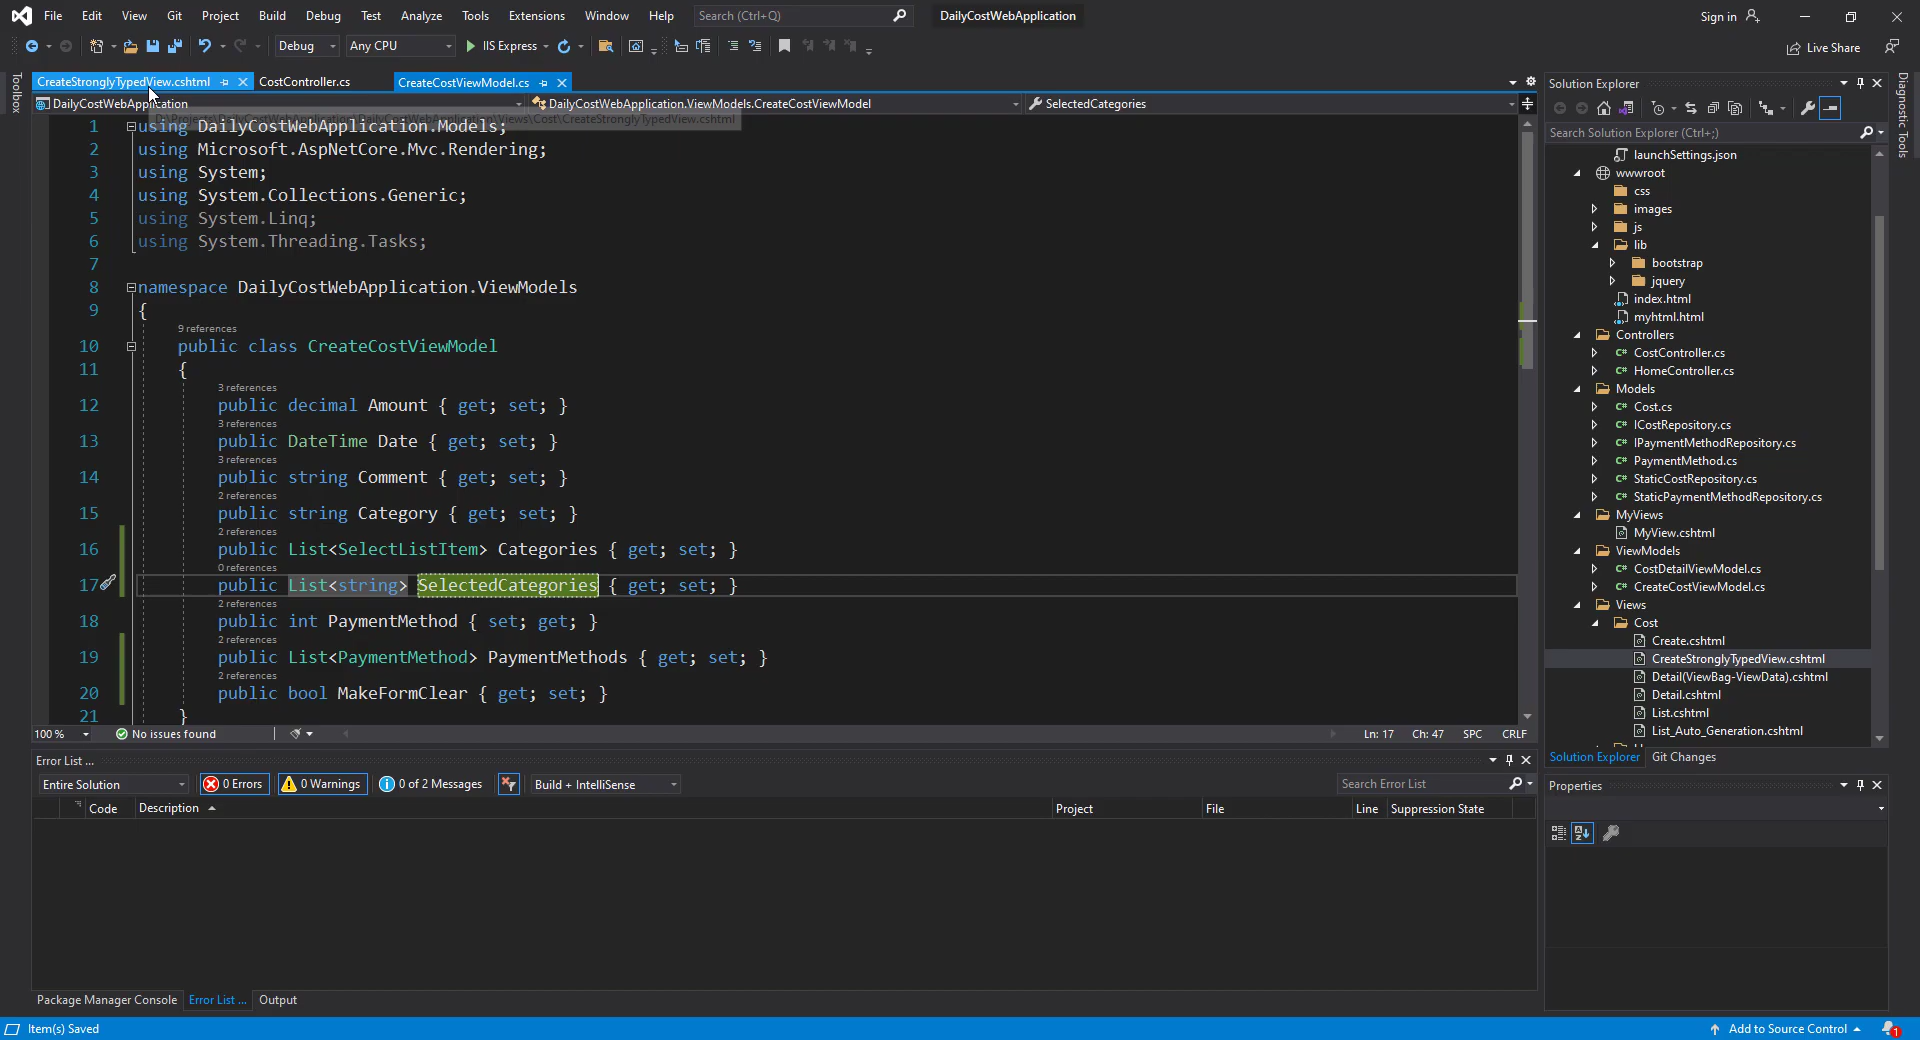 File Edit View Git Project Build Debug Test Analyze Tools Extensions Window Help Search (Ctrl+Q) DailyCostWebApplication Sign in
Debug Any CPU IIS Express Live Share
CreateStronglyTypedView.cshtml CostController.cs CreateCostViewModel.cs
DailyCostWebApplication DailyCostWebApplication.ViewModels.CreateCostViewModel SelectedCategories
D:\Projects\DailyCostWebApplication\DailyCostWebApplication\Views\Cost\CreateStronglyTypedView.cshtml
Toolbox
1 using DailyCostWebApplication.Models;
2 using Microsoft.AspNetCore.Mvc.Rendering;
3 using System;
4 using System.Collections.Generic;
5 using System.Linq;
6 using System.Threading.Tasks;
7
8 namespace DailyCostWebApplication.ViewModels
9 {
9 references
10 public class CreateCostViewModel
11 {
3 references
12 public decimal Amount { get; set; }
3 references
13 public DateTime Date { get; set; }
3 references
14 public string Comment { get; set; }
2 references
15 public string Category { get; set; }
2 references
16 public List<SelectListItem> Categories { get; set; }
0 references
17 public List<string> SelectedCategories { get; set; }
2 references
18 public int PaymentMethod { set; get; }
2 references
19 public List<PaymentMethod> PaymentMethods { get; set; }
2 references
20 public bool MakeFormClear { get; set; }
21 }
100 % No issues found Ln: 17 Ch: 47 SPC CRLF
Error List ...
Entire Solution 0 Errors 0 Warnings 0 of 2 Messages Build + IntelliSense Search Error List
Code Description Project File Line Suppression State
Package Manager Console Error List ... Output
Item(s) Saved Add to Source Control 1
Solution Explorer
Search Solution Explorer (Ctrl+;)
launchSettings.json
wwwroot
css
images
js
lib
bootstrap
jquery
index.html
myhtml.html
Controllers
C# CostController.cs
C# HomeController.cs
Models
C# Cost.cs
C# ICostRepository.cs
C# IPaymentMethodRepository.cs
C# PaymentMethod.cs
C# StaticCostRepository.cs
C# StaticPaymentMethodRepository.cs
MyViews
MyView.cshtml
ViewModels
C# CostDetailViewModel.cs
C# CreateCostViewModel.cs
Views
Cost
Create.cshtml
CreateStronglyTypedView.cshtml
Detail(ViewBag-ViewData).cshtml
Detail.cshtml
List.cshtml
List_Auto_Generation.cshtml
Solution Explorer Git Changes
Properties
Diagnostic Tools